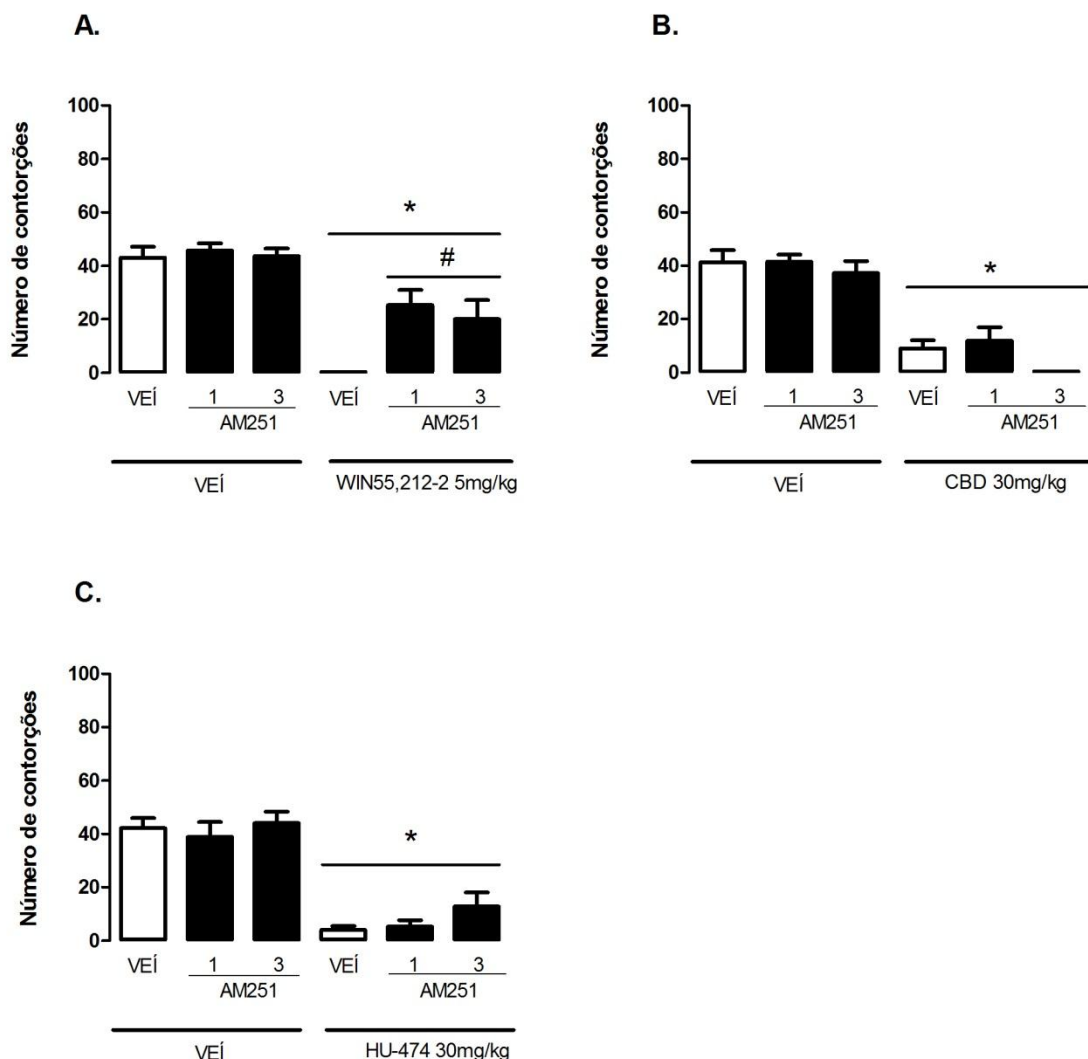 A.
Número de contorções
100
80
60
40
20
0
*
#
VEÍ 1 3 VEÍ 1 3
AM251 AM251
VEÍ WIN55,212-2 5mg/kg
B.
Número de contorções
100
80
60
40
20
0
*
VEÍ 1 3 VEÍ 1 3
AM251 AM251
VEÍ CBD 30mg/kg
C.
Número de contorções
100
80
60
40
20
0
*
VEÍ 1 3 VEÍ 1 3
AM251 AM251
VEÍ HU-474 30mg/kg